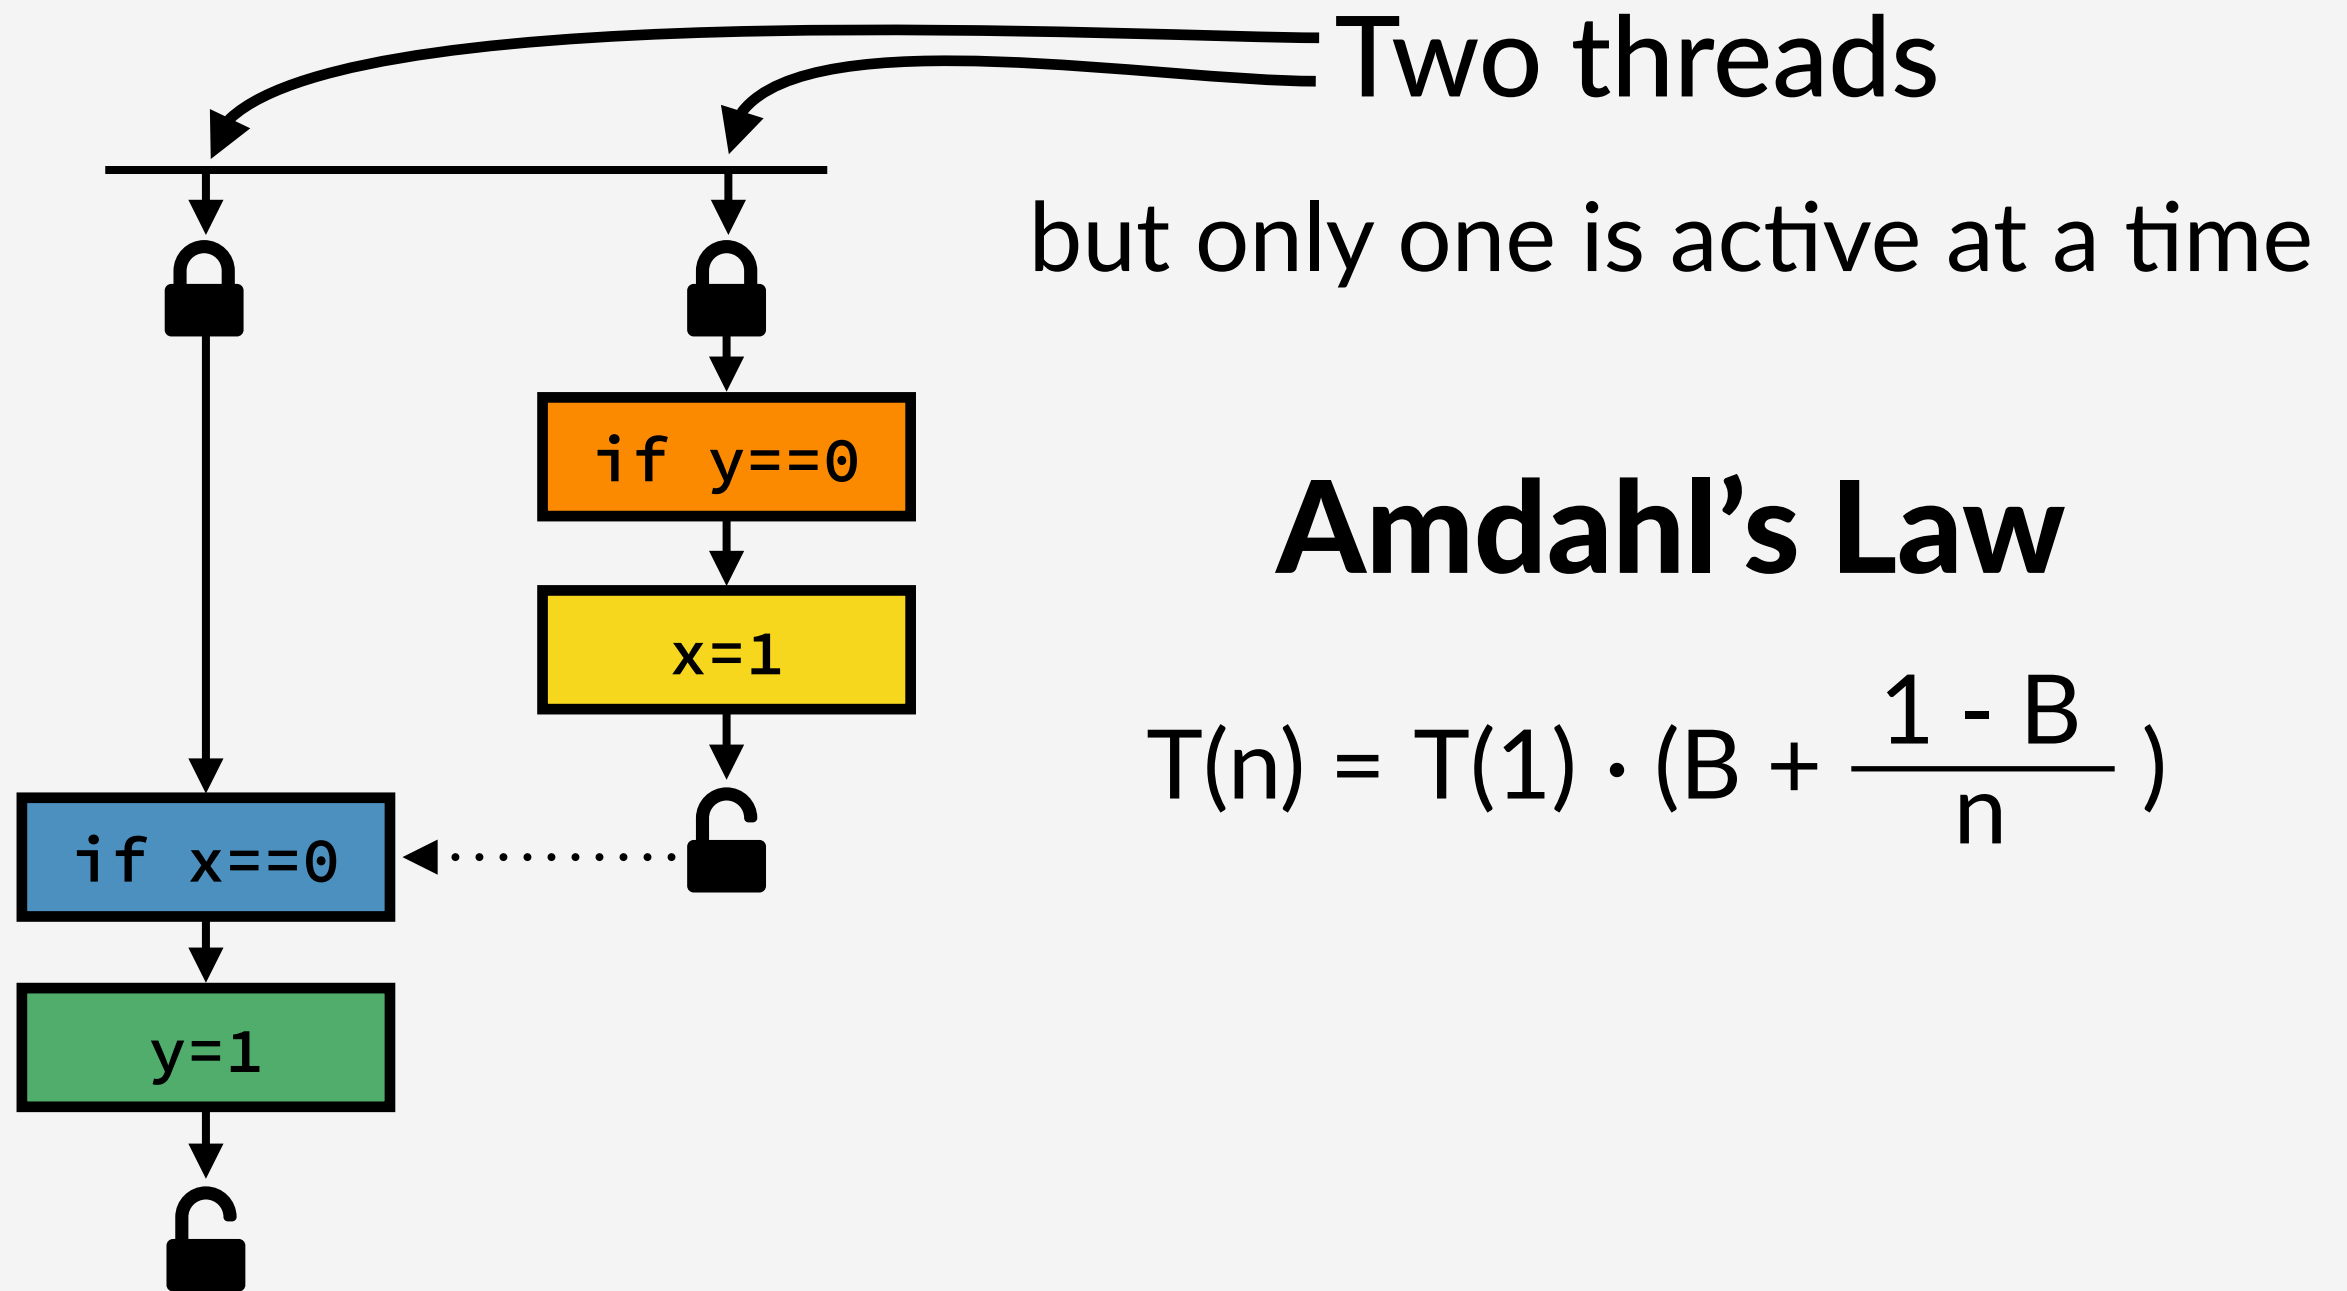 Two threads
but only one is active at a time
if y==0
Amdahl’s Law
x=1
T(n) = T(1) · (B + 1 - B / n )
if x==0
y=1